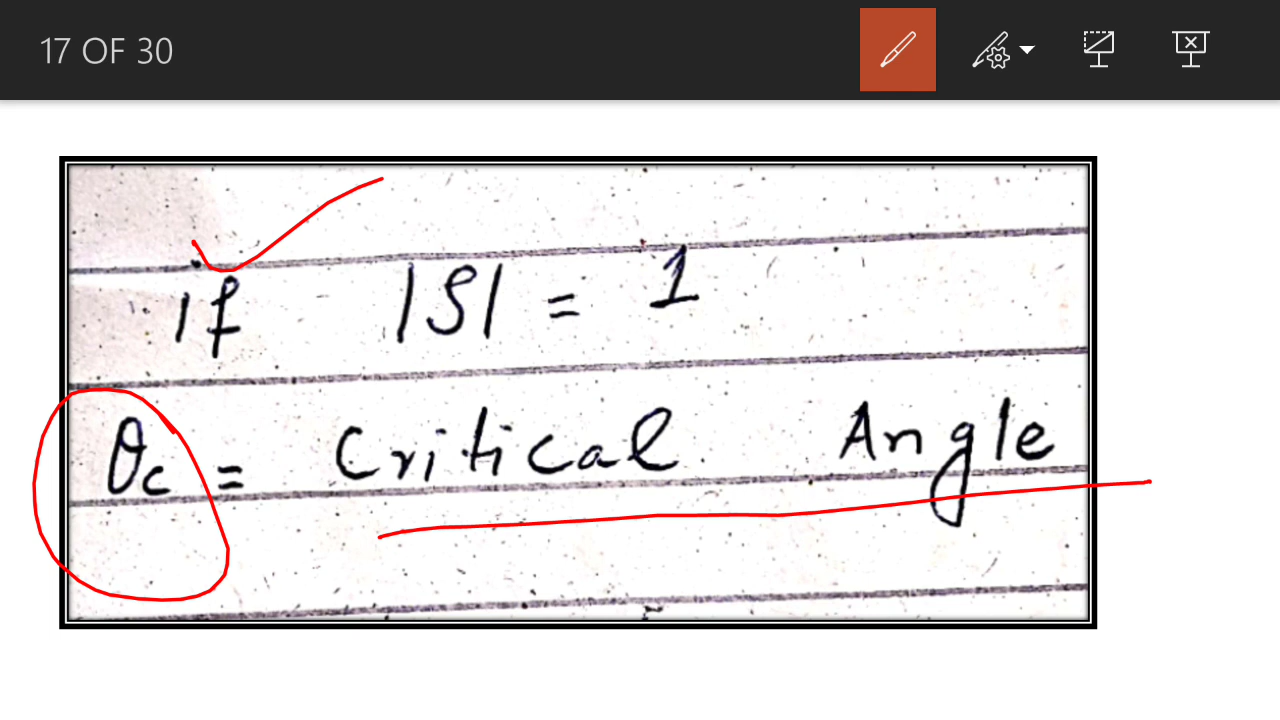 17 OF 30
if |S| = 1
θc = Critical Angle